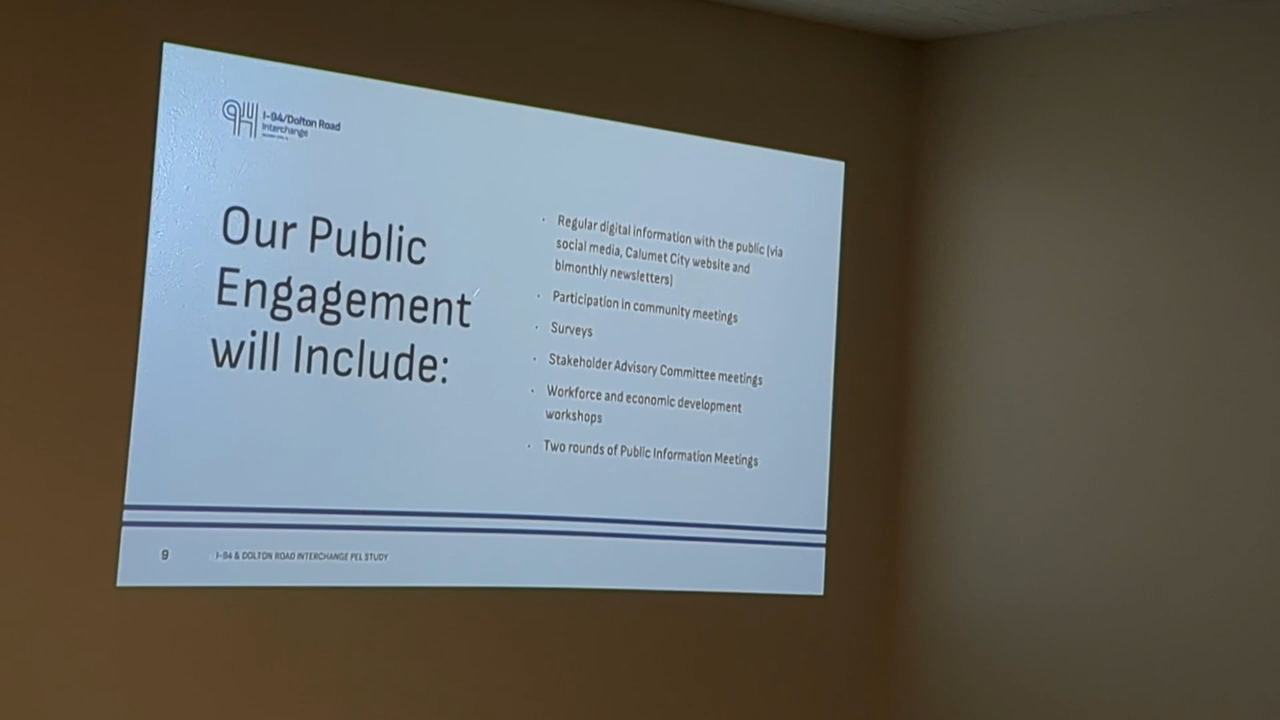 94 I-94/Dolton Road
Interchange
Our Public
Engagement
will Include:
· Regular digital information with the public (via
social media, Calumet City website and
bimonthly newsletters)
· Participation in community meetings
· Surveys
· Stakeholder Advisory Committee meetings
· Workforce and economic development
workshops
· Two rounds of Public Information Meetings
9 I-94 & DOLTON ROAD INTERCHANGE PEL STUDY